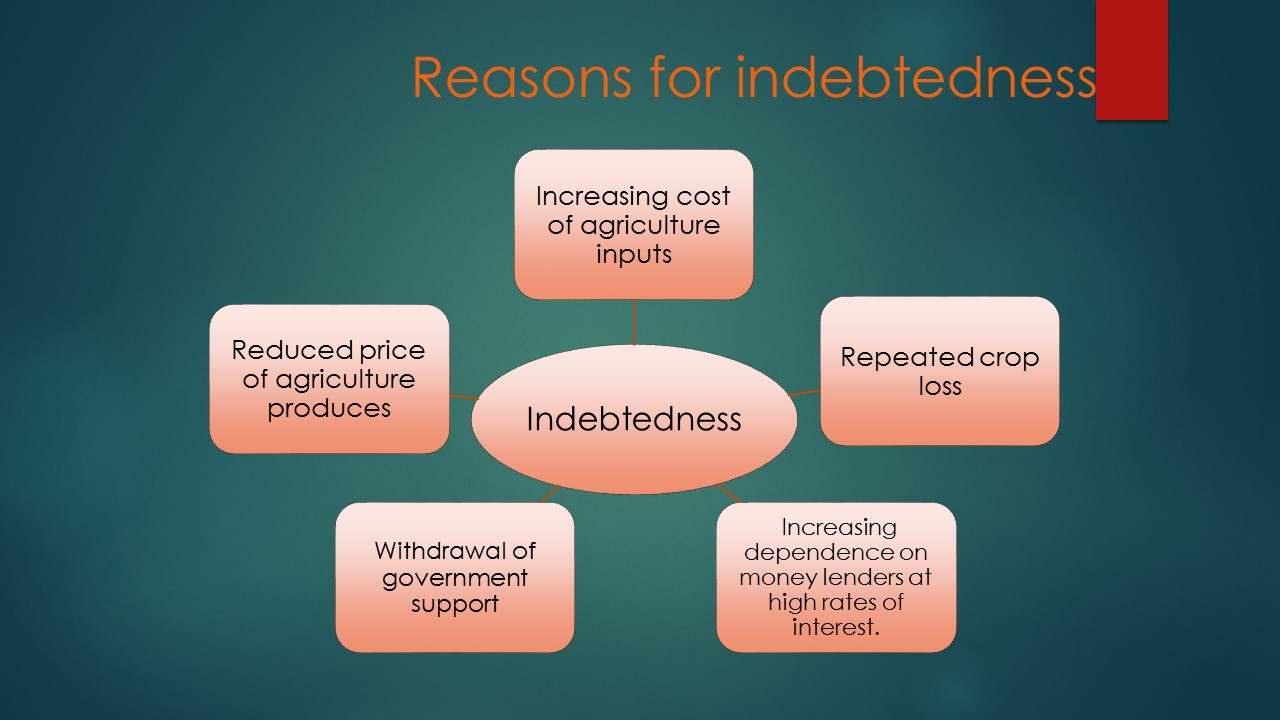 Reasons for indebtedness
Increasing cost
of agriculture
inputs
Repeated crop
loss
Increasing
dependence on
money lenders at
high rates of
interest.
Withdrawal of
government
support
Reduced price
of agriculture
produces
Indebtedness